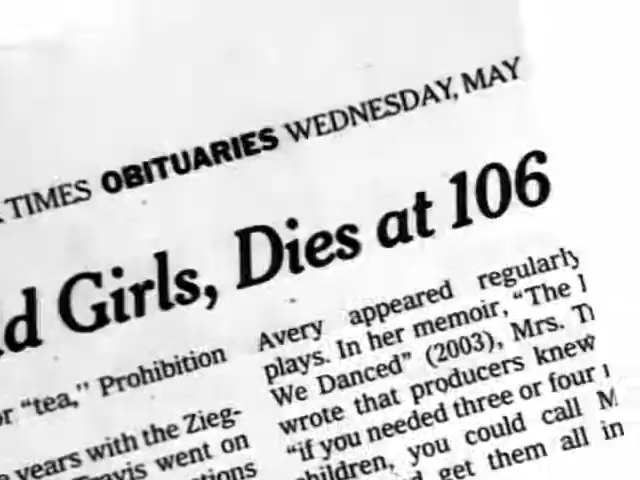 TIMES OBITUARIES WEDNESDAY, MAY
Girls, Dies at 106
"tea," Prohibition
years with the Zieg-
went on
Avery appeared regularly
plays. In her memoir, "The
We Danced" (2003), Mrs.
wrote that producers knew
"if you needed three or four
children, you could call
get them all in